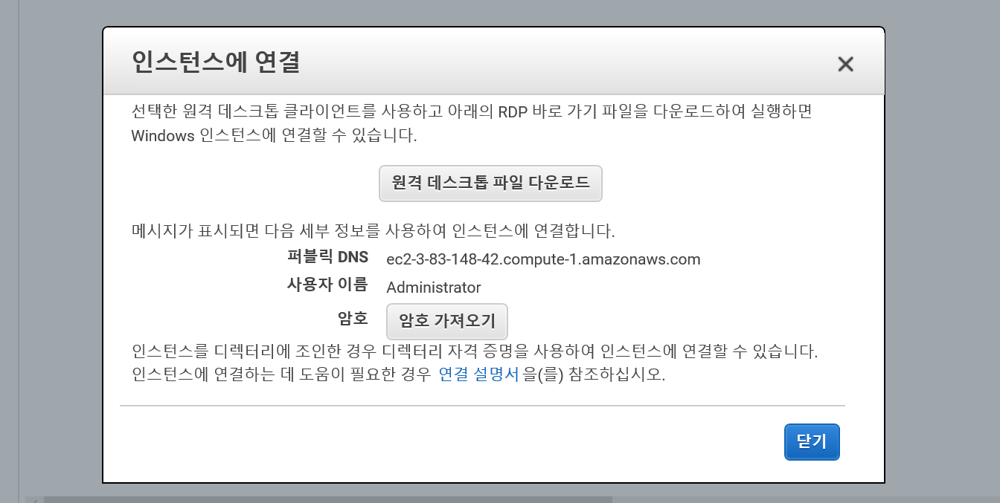 인스턴스에 연결
선택한 원격 데스크톱 클라이언트를 사용하고 아래의 RDP 바로 가기 파일을 다운로드하여 실행하면
Windows 인스턴스에 연결할 수 있습니다.
원격 데스크톱 파일 다운로드
메시지가 표시되면 다음 세부 정보를 사용하여 인스턴스에 연결합니다.
퍼블릭 DNS ec2-3-83-148-42.compute-1.amazonaws.com
사용자 이름 Administrator
암호 암호 가져오기
인스턴스를 디렉터리에 조인한 경우 디렉터리 자격 증명을 사용하여 인스턴스에 연결할 수 있습니다.
인스턴스에 연결하는 데 도움이 필요한 경우 연결 설명서을(를) 참조하십시오.
닫기